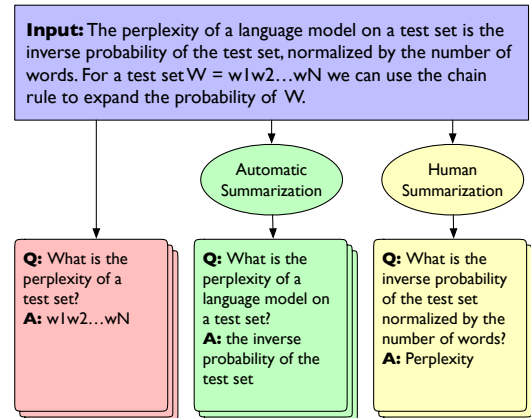 Input: The perplexity of a language model on a test set is the
inverse probability of the test set, normalized by the number of
words. For a test set W = w1w2…wN we can use the chain
rule to expand the probability of W.
Automatic
Summarization
Human
Summarization
Q: What is the
perplexity of a
test set?
A: w1w2…wN
Q: What is the
perplexity of a
language model on
a test set?
A: the inverse
probability of the
test set
Q: What is the
inverse probability
of the test set
normalized by the
number of words?
A: Perplexity